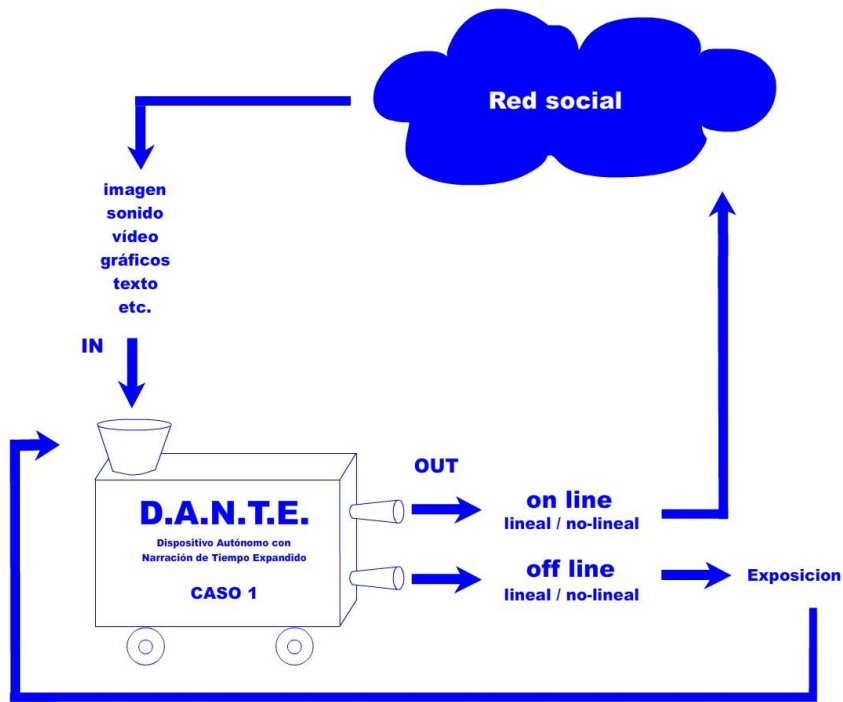 Red social
imagen
sonido
vídeo
gráficos
texto
etc.
IN
OUT
D.A.N.T.E.
Dispositivo Autónomo con
Narración de Tiempo Expandido
CASO 1
on line
lineal / no-lineal
off line
lineal / no-lineal
Exposicion